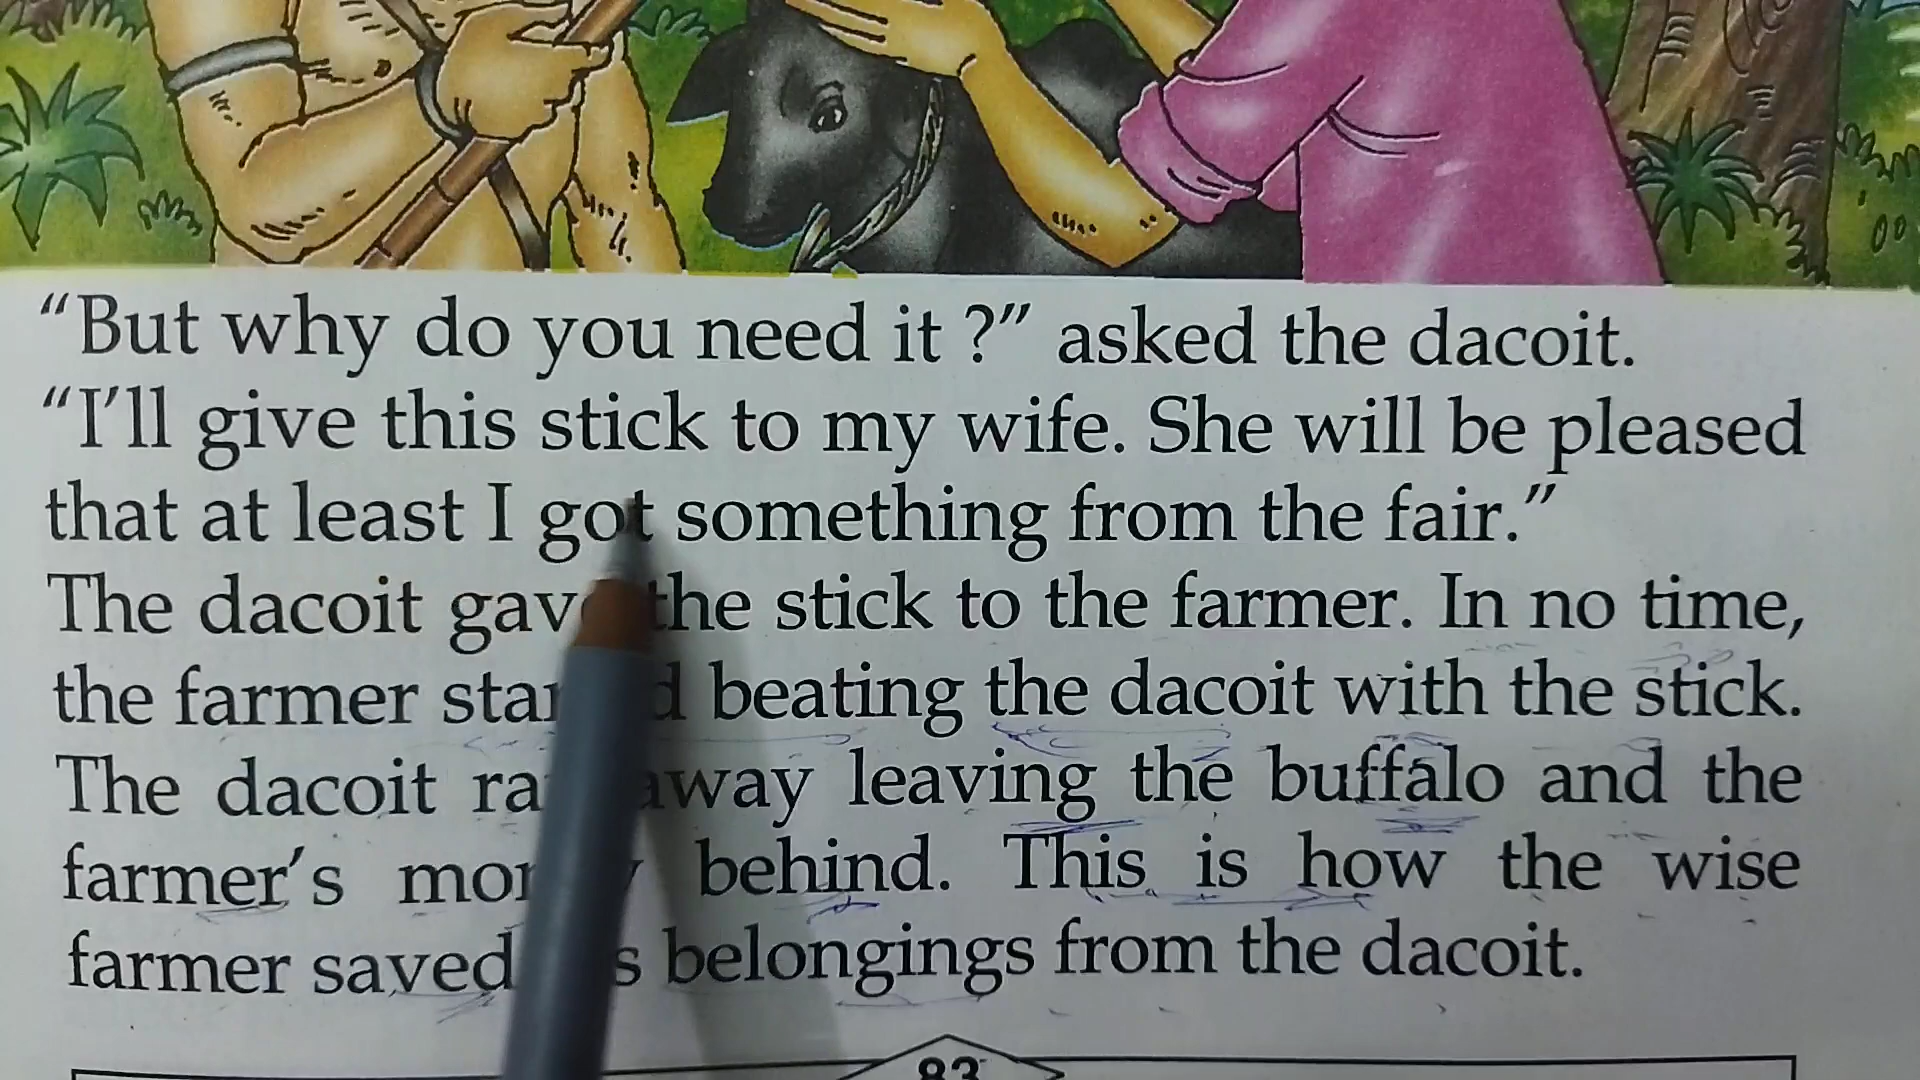 “But why do you need it ?” asked the dacoit.
“I’ll give this stick to my wife. She will be pleased
that at least I got something from the fair.”
The dacoit gave the stick to the farmer. In no time,
the farmer started beating the dacoit with the stick.
The dacoit ran away leaving the buffalo and the
farmer’s money behind. This is how the wise
farmer saved his belongings from the dacoit.
83